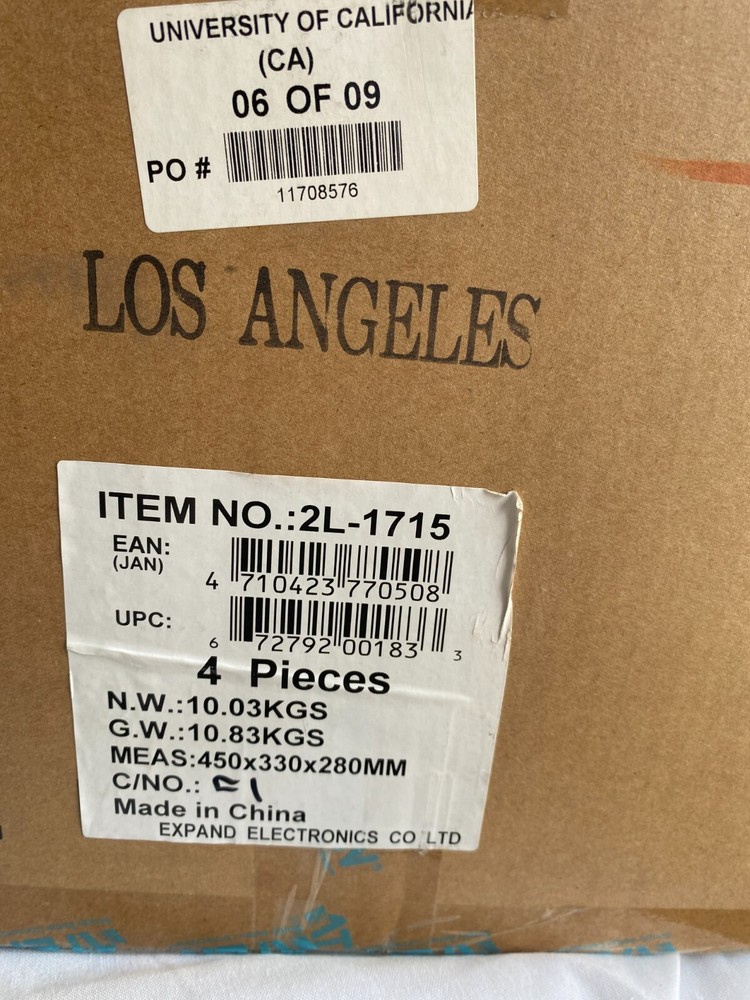 UNIVERSITY OF CALIFORNIA
(CA)
06 OF 09
PO #
11708576
LOS ANGELES
ITEM NO.:2L-1715
EAN:
(JAN)
4 710423 770508
UPC:
6 72792 00183 3
4 Pieces
N.W.:10.03KGS
G.W.:10.83KGS
MEAS:450x330x280MM
C/NO.:
Made in China
EXPAND ELECTRONICS CO LTD